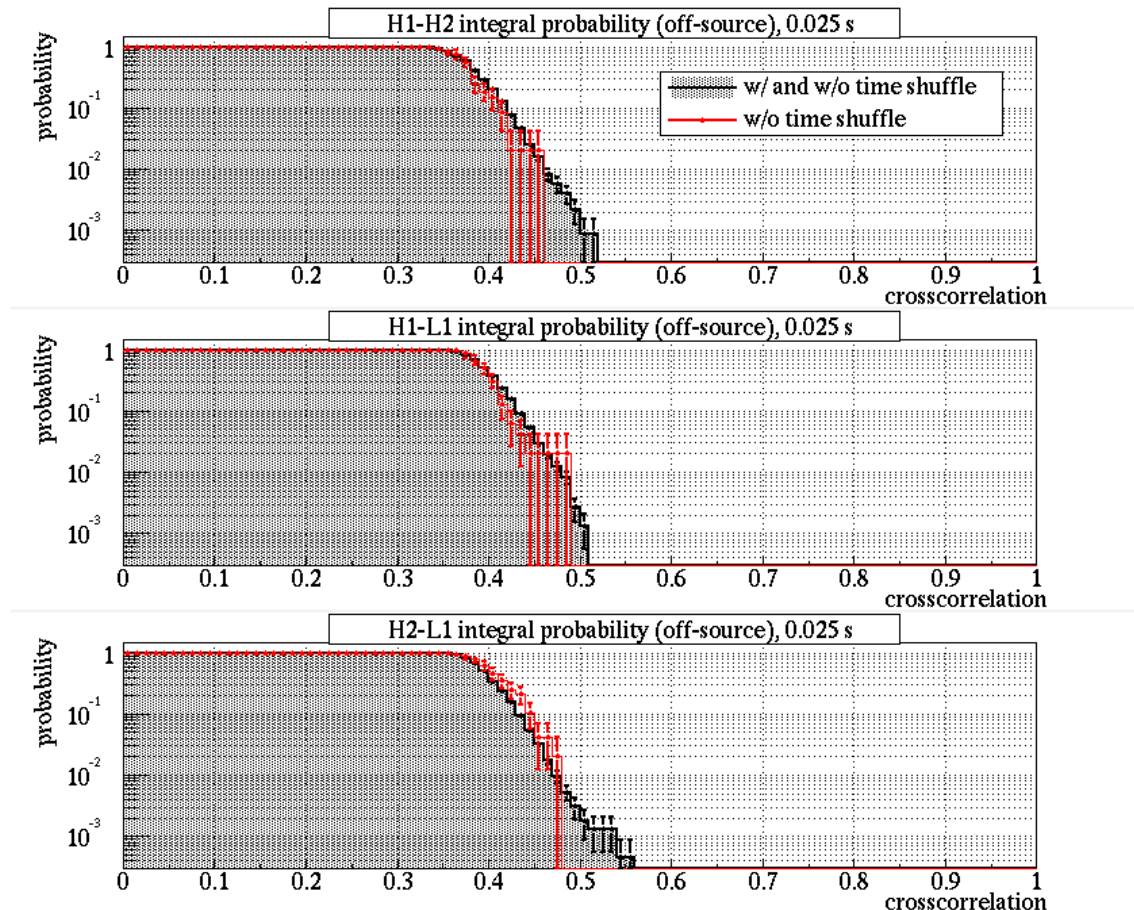 H1-H2 integral probability (off-source), 0.025 s
probability
1
10^-1
10^-2
10^-3
w/ and w/o time shuffle
w/o time shuffle
0 0.1 0.2 0.3 0.4 0.5 0.6 0.7 0.8 0.9 1
crosscorrelation
H1-L1 integral probability (off-source), 0.025 s
probability
1
10^-1
10^-2
10^-3
0 0.1 0.2 0.3 0.4 0.5 0.6 0.7 0.8 0.9 1
crosscorrelation
H2-L1 integral probability (off-source), 0.025 s
probability
1
10^-1
10^-2
10^-3
0 0.1 0.2 0.3 0.4 0.5 0.6 0.7 0.8 0.9 1
crosscorrelation